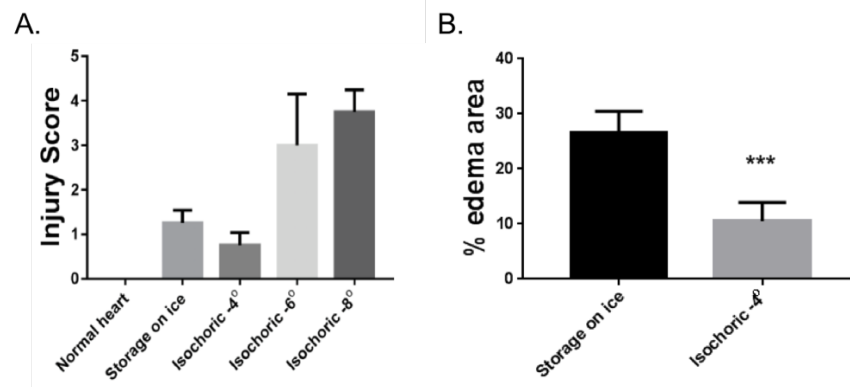 A.
Injury Score
5
4
3
2
1
0
Normal heart
Storage on ice
Isochoric -4°
Isochoric -6°
Isochoric -8°
B.
% edema area
40
30
20
10
0
***
Storage on ice
Isochoric -4°